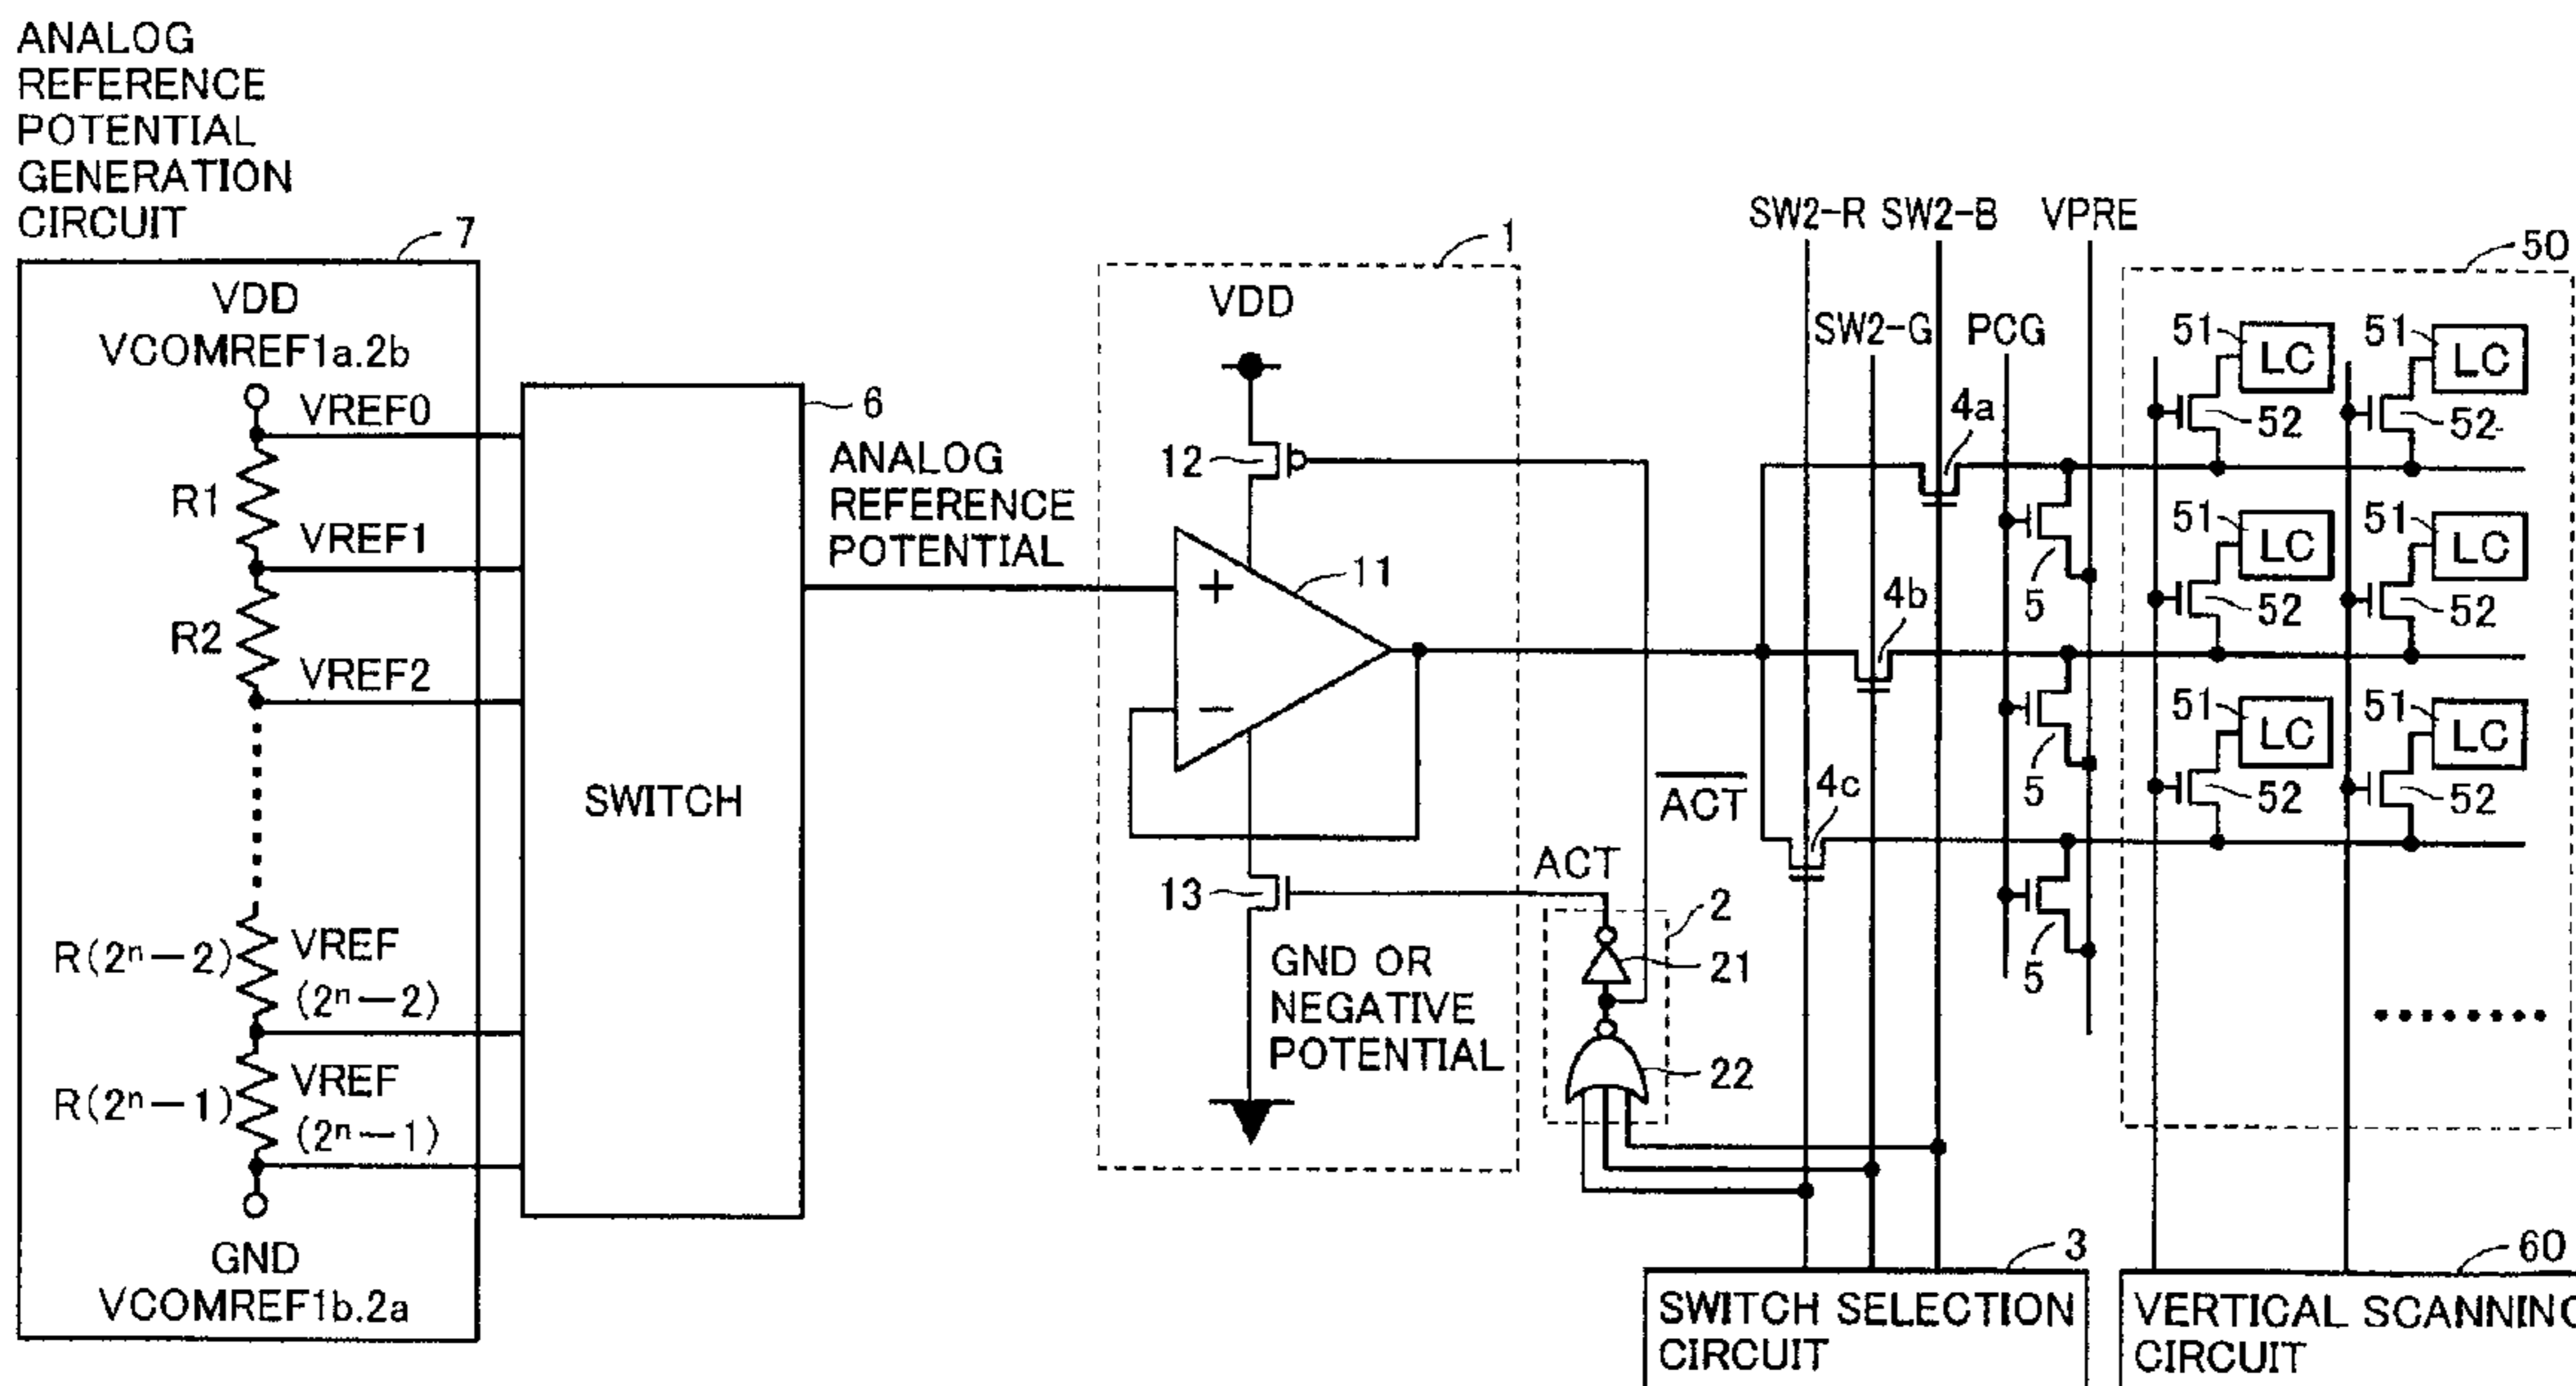 ANALOG
REFERENCE
POTENTIAL
GENERATION
CIRCUIT
7
VDD
VCOMREF1a.2b
VREF0
R1
VREF1
R2
VREF2
R(2ⁿ−2)
VREF
(2ⁿ−2)
R(2ⁿ−1)
VREF
(2ⁿ−1)
GND
VCOMREF1b.2a
6
SWITCH
ANALOG
REFERENCE
POTENTIAL
1
VDD
12
+
11
−
13
GND OR
NEGATIVE
POTENTIAL
ACT
ACT
2
21
22
SW2-R
SW2-B
VPRE
SW2-G
PCG
4a
4b
4c
5
5
5
50
51
LC
51
LC
52
52
51
LC
51
LC
52
52
51
LC
51
LC
52
52
3
SWITCH SELECTION
CIRCUIT
60
VERTICAL SCANNING
CIRCUIT